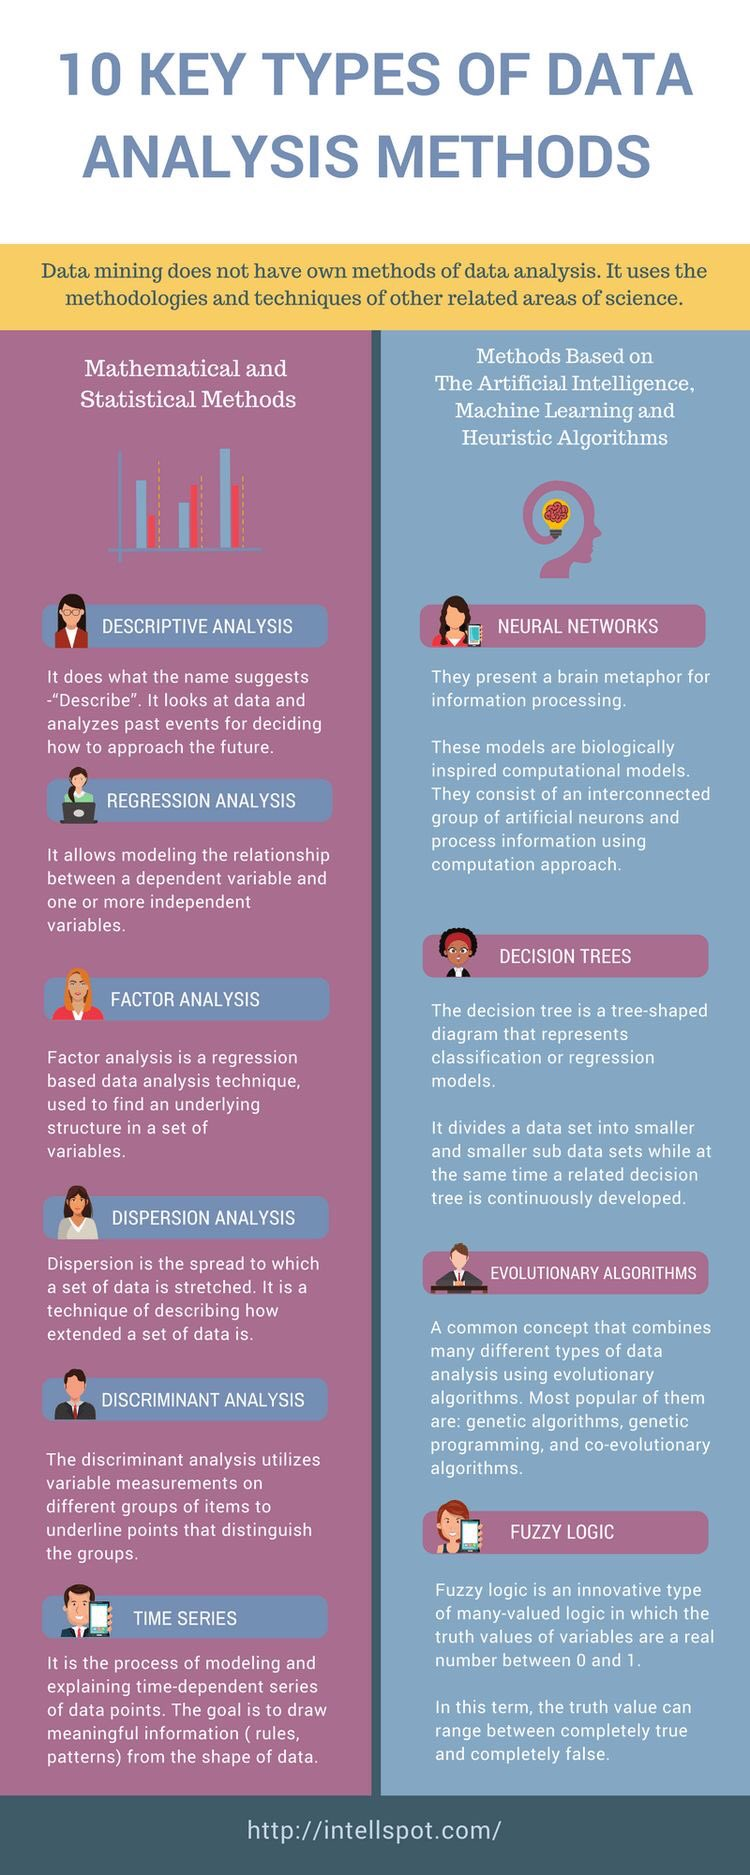 10 KEY TYPES OF DATA
ANALYSIS METHODS
Data mining does not have own methods of data analysis. It uses the
methodologies and techniques of other related areas of science.
Mathematical and
Statistical Methods
DESCRIPTIVE ANALYSIS
It does what the name suggests
-“Describe”. It looks at data and
analyzes past events for deciding
how to approach the future.
REGRESSION ANALYSIS
It allows modeling the relationship
between a dependent variable and
one or more independent
variables.
FACTOR ANALYSIS
Factor analysis is a regression
based data analysis technique,
used to find an underlying
structure in a set of
variables.
DISPERSION ANALYSIS
Dispersion is the spread to which
a set of data is stretched. It is a
technique of describing how
extended a set of data is.
DISCRIMINANT ANALYSIS
The discriminant analysis utilizes
variable measurements on
different groups of items to
underline points that distinguish
the groups.
TIME SERIES
It is the process of modeling and
explaining time-dependent series
of data points. The goal is to draw
meaningful information ( rules,
patterns) from the shape of data.
Methods Based on
The Artificial Intelligence,
Machine Learning and
Heuristic Algorithms
NEURAL NETWORKS
They present a brain metaphor for
information processing.
These models are biologically
inspired computational models.
They consist of an interconnected
group of artificial neurons and
process information using
computation approach.
DECISION TREES
The decision tree is a tree-shaped
diagram that represents
classification or regression
models.
It divides a data set into smaller
and smaller sub data sets while at
the same time a related decision
tree is continuously developed.
EVOLUTIONARY ALGORITHMS
A common concept that combines
many different types of data
analysis using evolutionary
algorithms. Most popular of them
are: genetic algorithms, genetic
programming, and co-evolutionary
algorithms.
FUZZY LOGIC
Fuzzy logic is an innovative type
of many-valued logic in which the
truth values of variables are a real
number between 0 and 1.
In this term, the truth value can
range between completely true
and completely false.
http://intellspot.com/